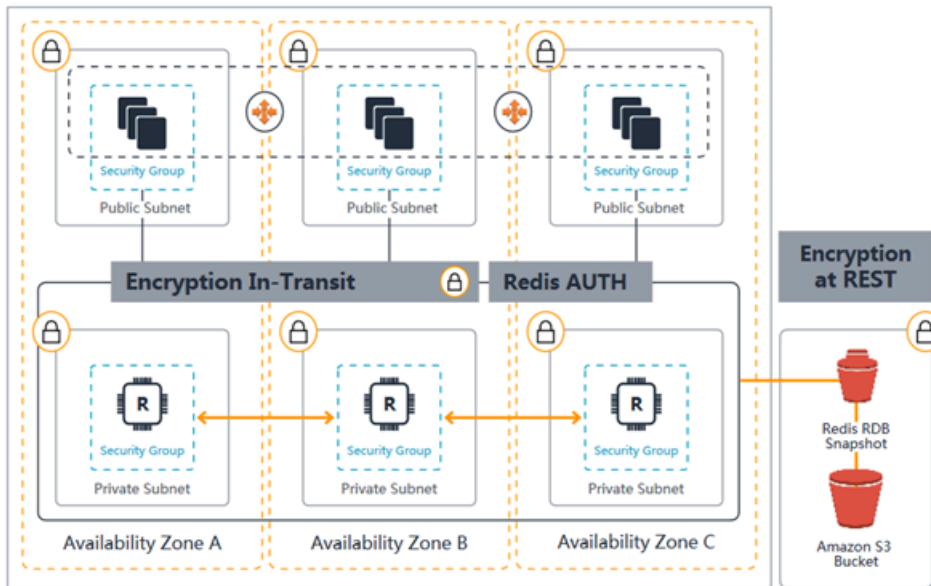 Security Group
Security Group
Security Group
Public Subnet
Public Subnet
Public Subnet
Encryption In-Transit
Redis AUTH
Encryption
at REST
R
R
R
Security Group
Security Group
Security Group
Private Subnet
Private Subnet
Private Subnet
Redis RDB
Snapshot
Amazon S3
Bucket
Availability Zone A
Availability Zone B
Availability Zone C